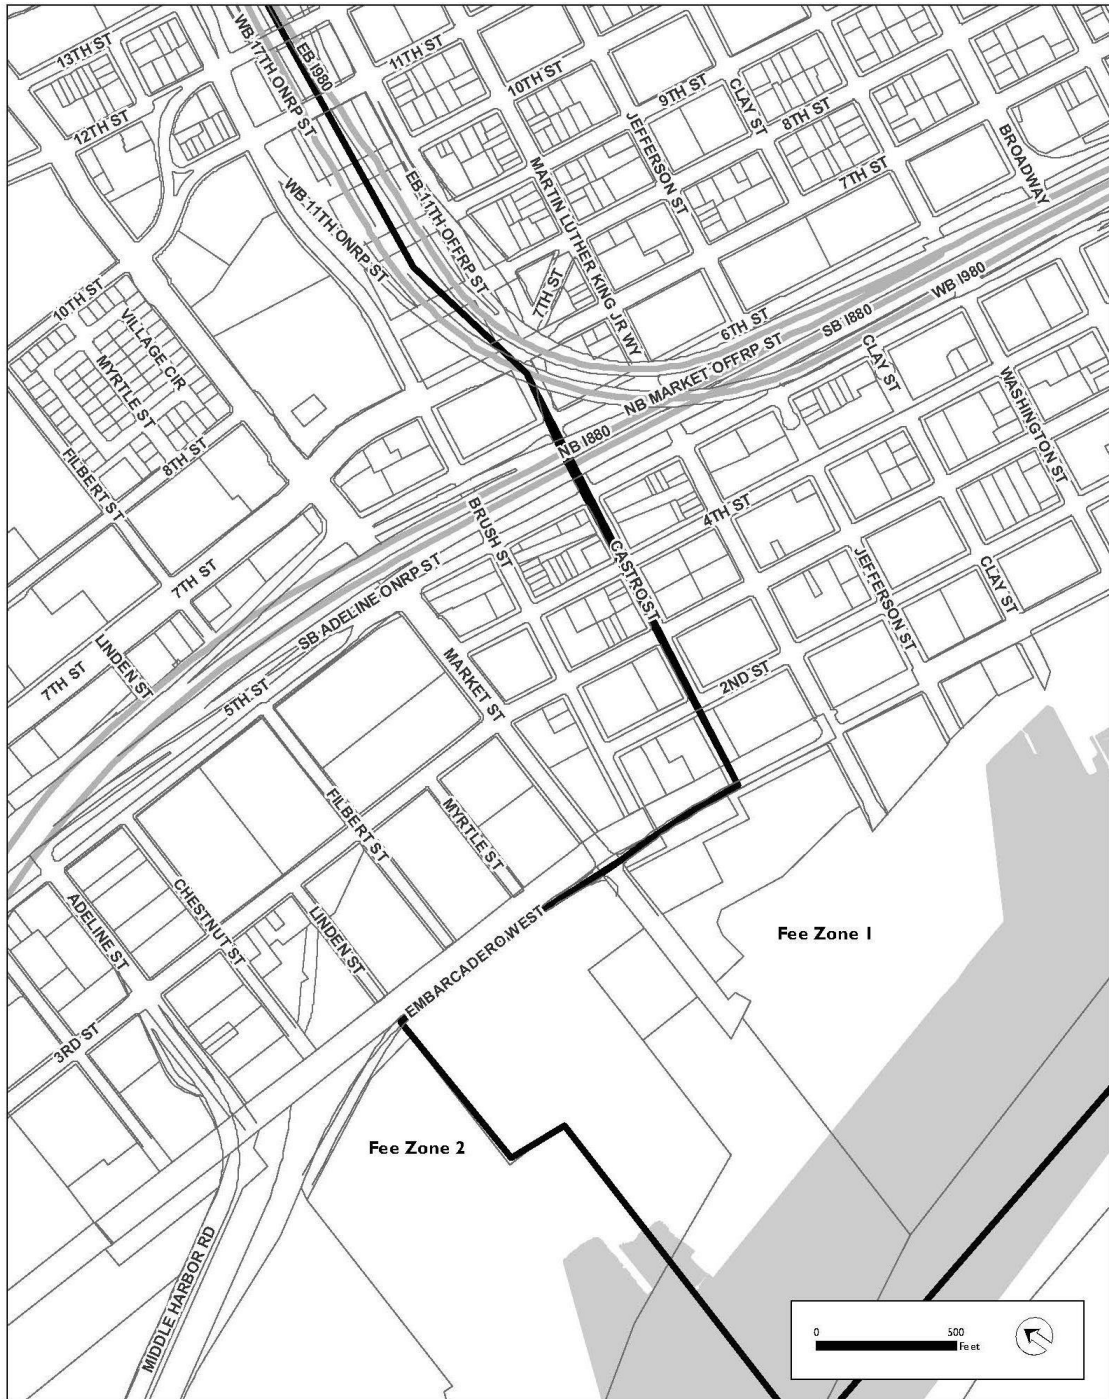 13TH ST
12TH ST
WB 17TH ONRP ST
EB I980
11TH ST
10TH ST
9TH ST
CLAY ST
8TH ST
BROADWAY
7TH ST
JEFFERSON ST
MARTIN LUTHER KING JR WY
EB 11TH OFFRP ST
WB 11TH ONRP ST
7TH ST
6TH ST
SB I880
WB I980
NB MARKET OFFRP ST
CLAY ST
WASHINGTON ST
10TH ST
VILLAGE CIR
MYRTLE ST
FILBERT ST
8TH ST
7TH ST
NB I880
BRUSH ST
4TH ST
CASTRO ST
JEFFERSON ST
CLAY ST
SB ADELINE ONRP ST
7TH ST
LINDEN ST
5TH ST
MARKET ST
2ND ST
FILBERT ST
MYRTLE ST
ADELINE ST
CHESTNUT ST
LINDEN ST
EMBARCADERO WEST
3RD ST
Fee Zone 1
Fee Zone 2
MIDDLE HARBOR RD
0 500
Feet